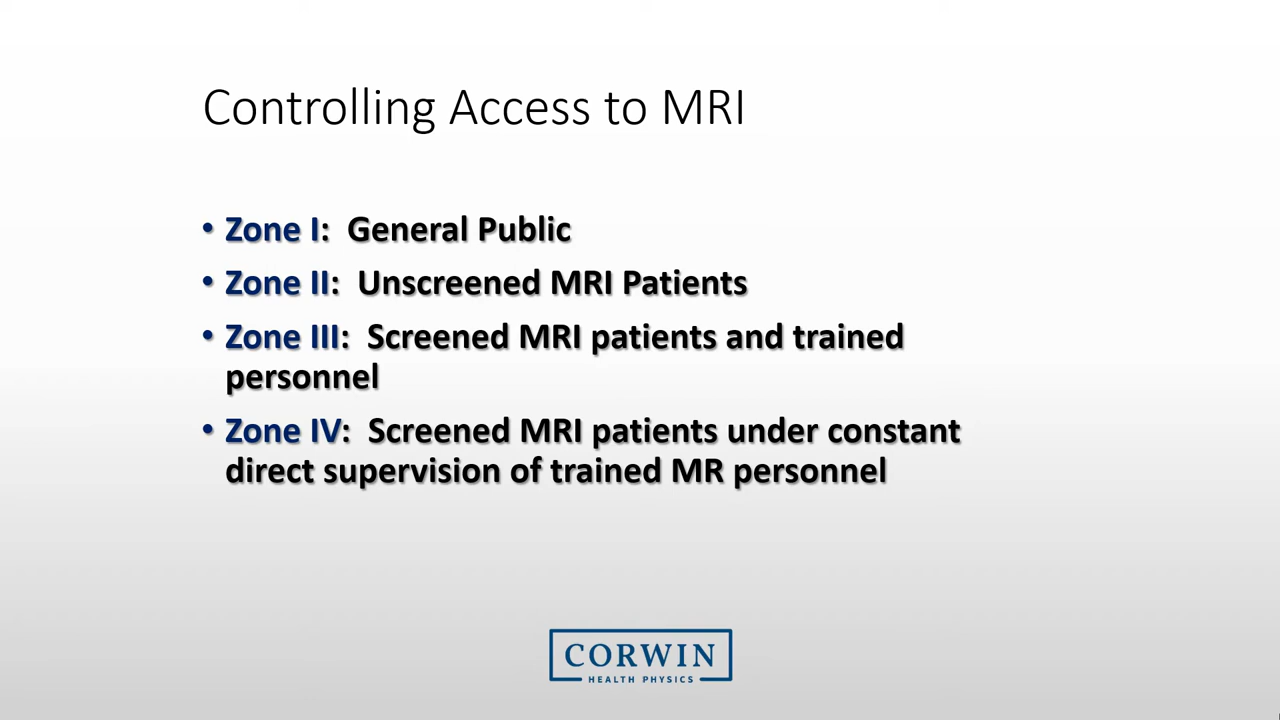 Controlling Access to MRI
• Zone I: General Public
• Zone II: Unscreened MRI Patients
• Zone III: Screened MRI patients and trained
personnel
• Zone IV: Screened MRI patients under constant
direct supervision of trained MR personnel
CORWIN
HEALTH PHYSICS